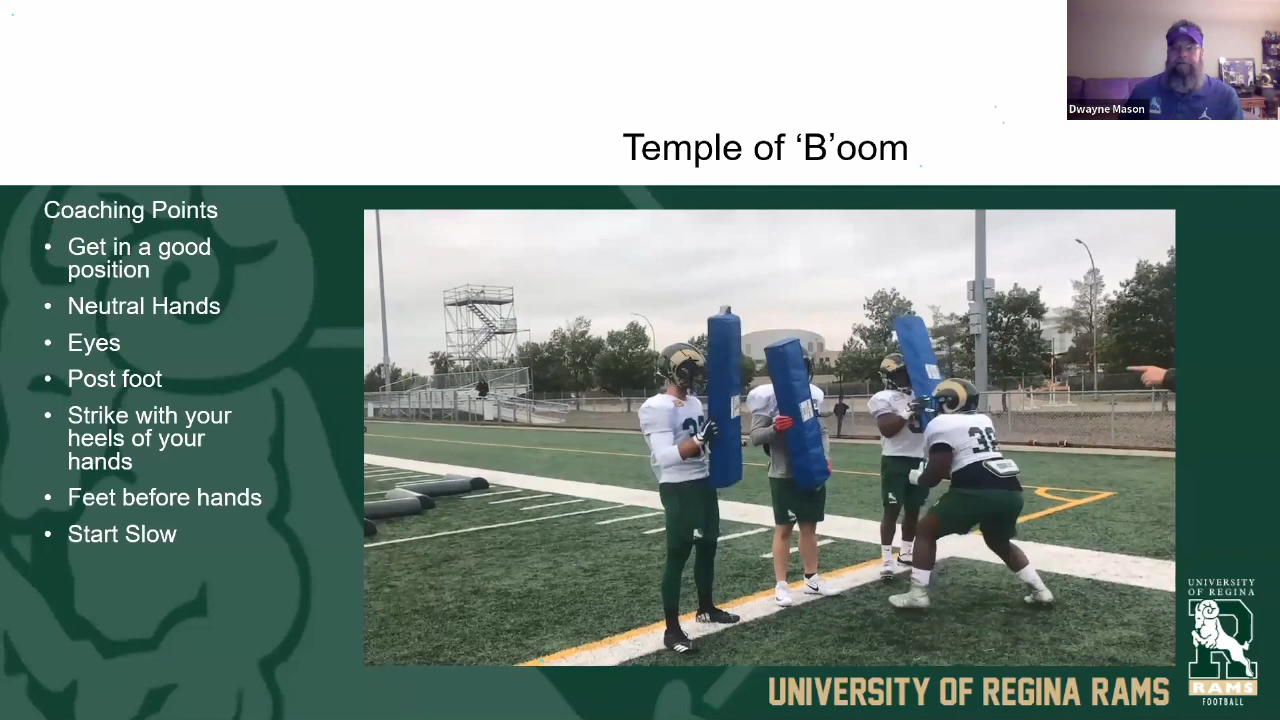 Dwayne Mason
Temple of ‘B’oom
Coaching Points
• Get in a good
position
• Neutral Hands
• Eyes
• Post foot
• Strike with your
heels of your
hands
• Feet before hands
• Start Slow
UNIVERSITY
OF REGINA
R
RAMS
FOOTBALL
UNIVERSITY OF REGINA RAMS